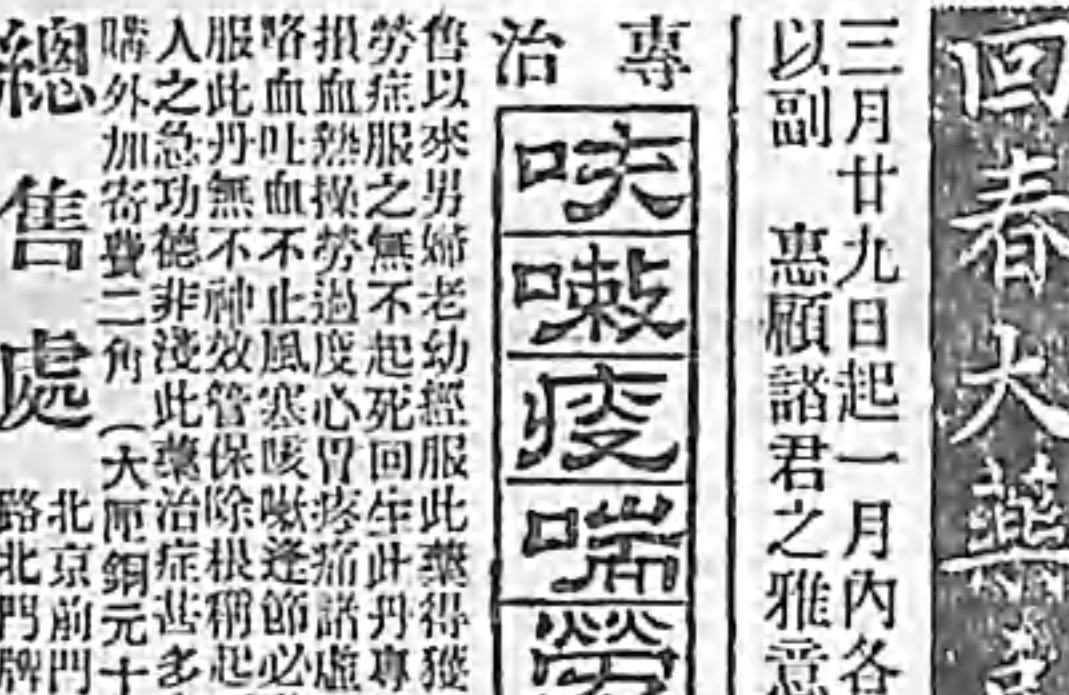 回春大藥
三月廿九日起一月內各
以副 惠顧諸君之雅意
專治
咳嗽痰喘勞
售以來男婦老幼經服此藥得獲
勞症服之無不起死回生此丹專
損血熱操勞過度心胃疼痛諸虛
咯血吐血不止風寒咳嗽逢節必
服此丹無不神效管保除根稱起
入之急功德非淺此藥治症甚多
購外加寄費二角(大匣銅元十
總售處
北京前門
路北門牌